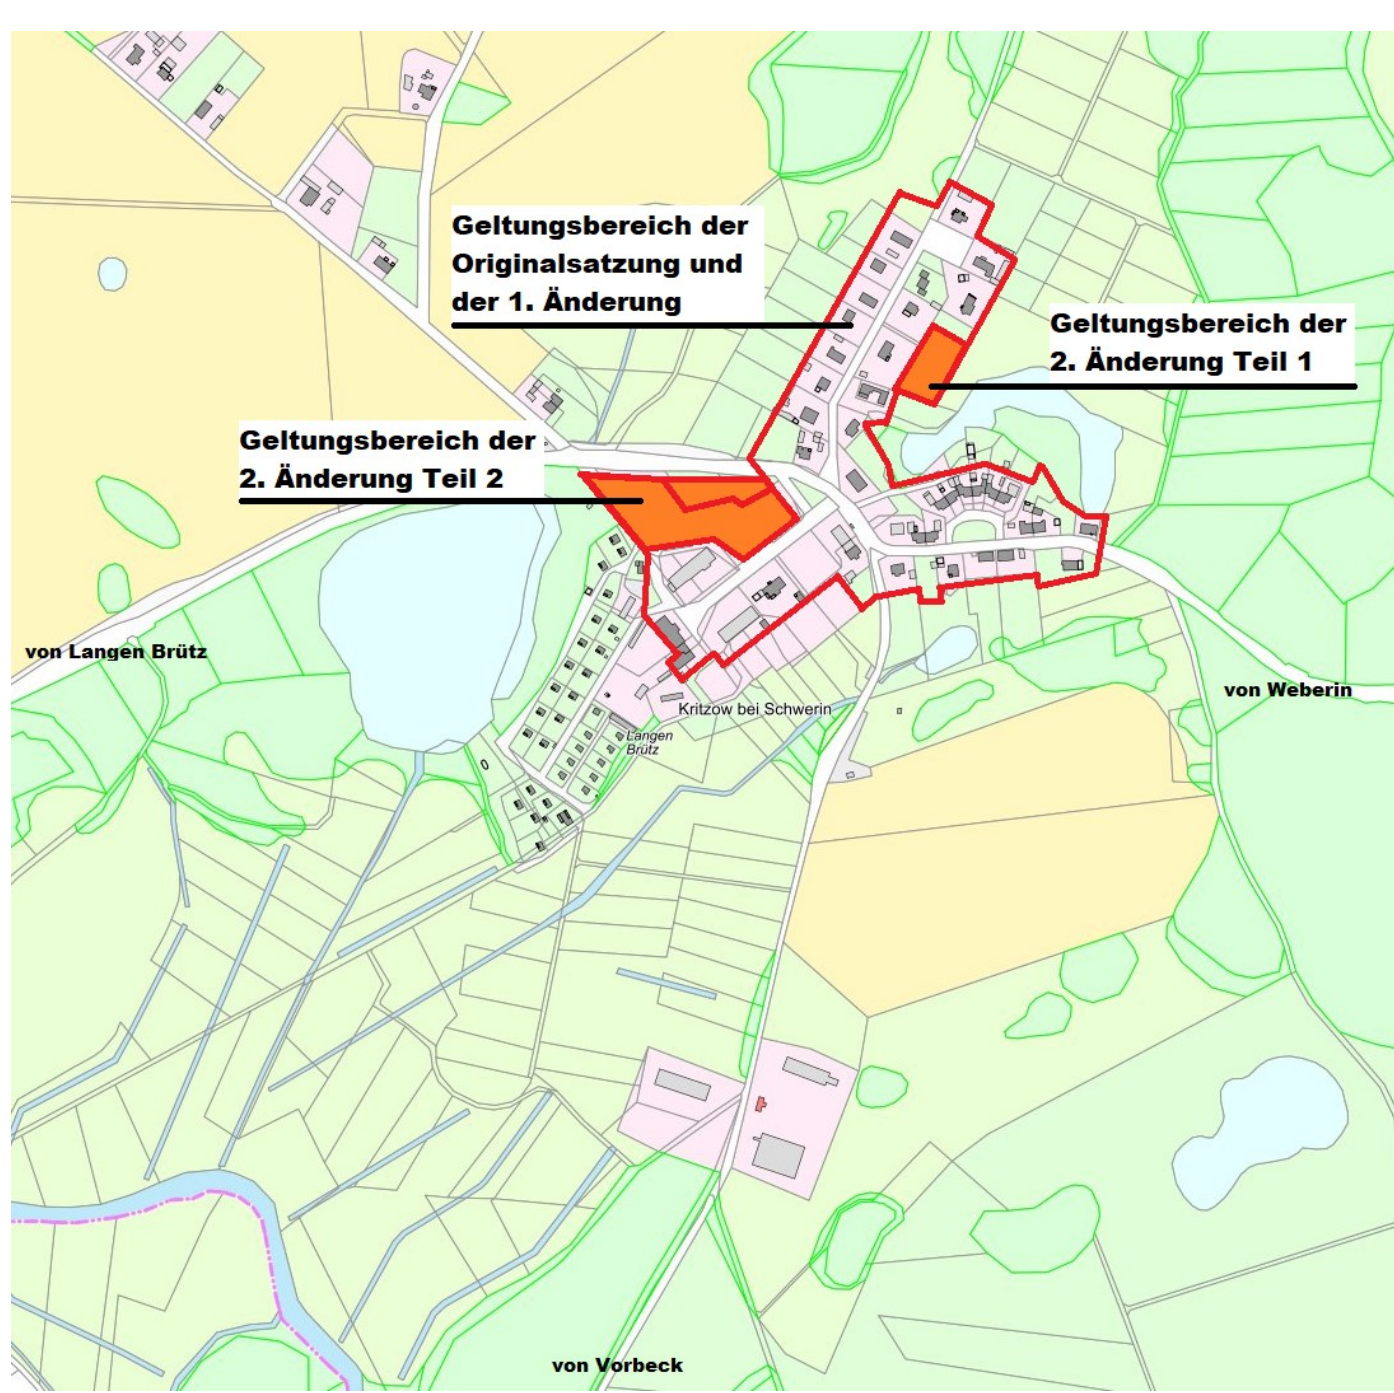 Geltungsbereich der
Originalsatzung und
der 1. Änderung
Geltungsbereich der
2. Änderung Teil 1
Geltungsbereich der
2. Änderung Teil 2
von Langen Brütz
von Weberin
Kritzow bei Schwerin
Langen
Brütz
von Vorbeck